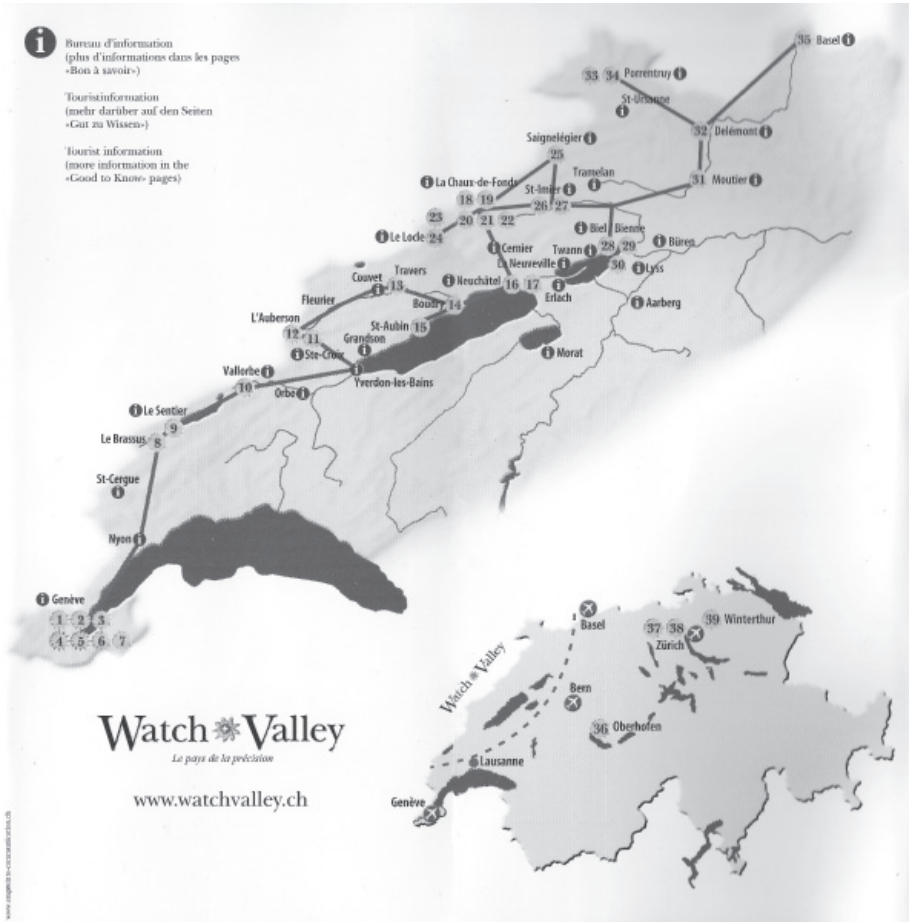 i
Bureau d'information
(plus d'informations dans les pages
«Bon à savoir»)
Touristinformation
(mehr darüber auf den Seiten
«Gut zu Wissen»)
Tourist information
(more information in the
«Good to Know» pages)
35 Basel i
33 34 Porrentruy i
St-Ursanne
i
32 Delémont i
Saignelégier i
25
Tramelan
i
31 Moutier i
i La Chaux-de-Fonds
St-Imier i
18 19
26 27
23
20 21 22
i Le Locle 24
i Biel Bienne
28 29
i Büren
i Cernier
Twann i
La Neuveville i
30
i Lyss
Couvet
i
Travers
13
i Neuchâtel
16 17
i
Erlach
Fleurier
Boudry 14
i Aarberg
L'Auberson
12 11
St-Aubin 15
Grandson
i
i Ste-Croix
i Morat
Vallorbe i
10
i
Yverdon-les-Bains
Orbe i
i Le Sentier
9
Le Brassus 8
St-Cergue
i
Nyon i
i Genève
1 2 3
4 5 6 7
Basel
37 38
39 Winterthur
Zürich
Watch Valley
Bern
36 Oberhofen
Lausanne
Genève
Watch Valley
Le pays de la précision
www.watchvalley.ch